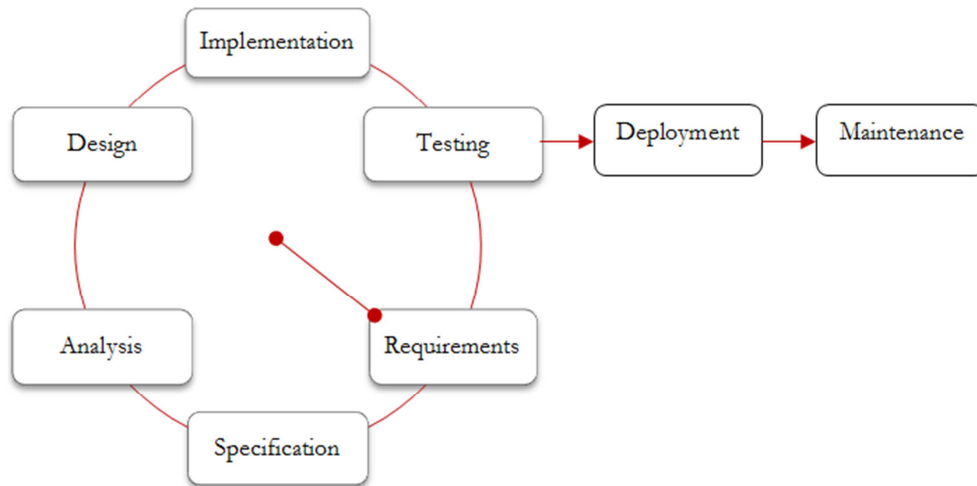 Implementation
Design
Testing
Deployment
Maintenance
Analysis
Requirements
Specification